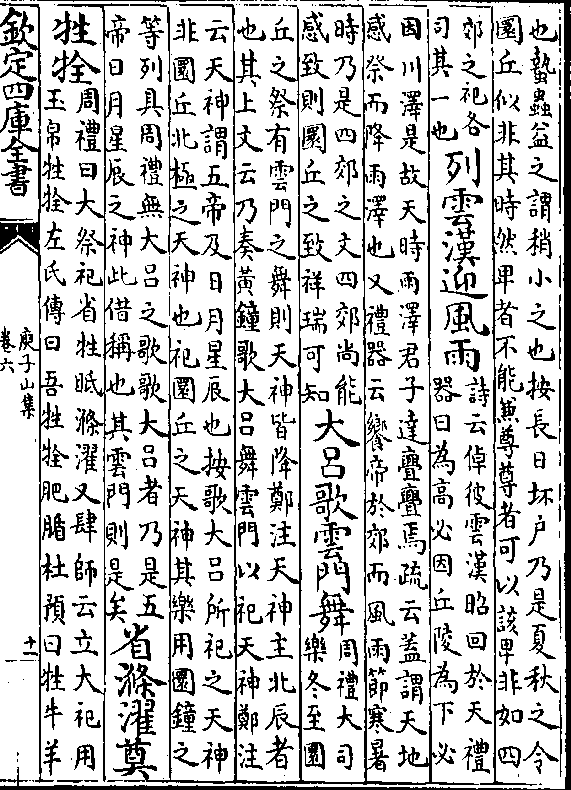 也蟄蟲益之謂稍小之也按長日坏户乃是夏秋之令
圜丘似非其時然卑者不能兼尊尊者可以該卑非如四
郊之祀各
司其一也
列雲漢迎風雨
詩云倬彼雲漢昭回於天禮
器曰為高必因丘陵為下必
因川澤是故天時雨澤君子達亹亹焉疏云蓋謂天地
感祭而降雨澤也又禮器云饗帝於郊而風雨節寒暑
時乃是四郊之文四郊尚能
感致則圜丘之致祥瑞可知
大呂歌雲門舞
周禮大司
樂冬至圜
丘之祭有雲門之舞則天神皆降鄭注天神主北辰者
也其上文云乃奏黃鐘歌大呂舞雲門以祀天神鄭注
云天神謂五帝及日月星辰也按歌大呂所祀之天神
非圜丘北極之天神也祀圜丘之天神其樂用圜鐘之
等列具周禮無大呂之歌歌大呂者乃是五
帝日月星辰之神此借稱也其雲門則是矣
省滌濯奠
牲牷
周禮曰大祭祀省牲眡滌濯又肆師云立大祀用
玉帛牲牷左氏傳曰吾牲牷肥腯杜預曰牲牛羊
欽定四庫全書
庾子山集
卷六
十一